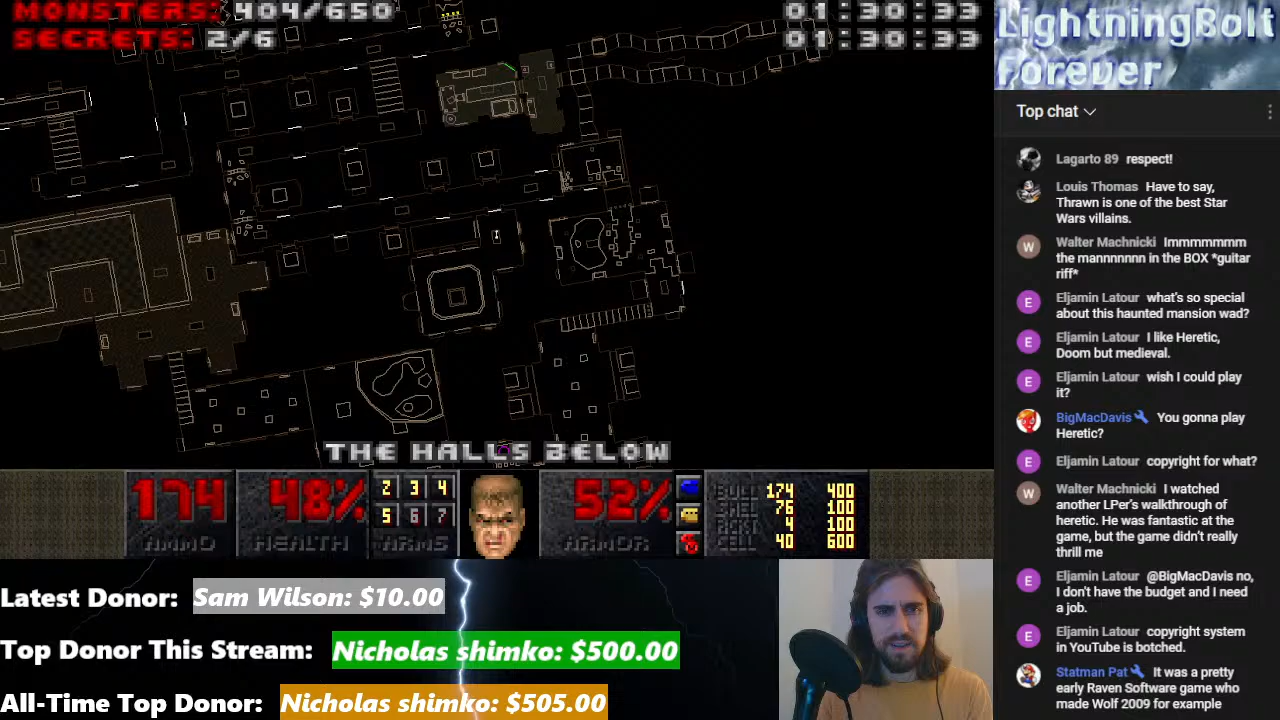 MONSTERS: 404/650
SECRETS: 2/6
01:30:33
01:30:33
LightningBolt
Forever
Top chat
Lagarto 89 respect!
Louis Thomas Have to say,
Thrawn is one of the best Star
Wars villains.
Walter Machnicki Immmmmmm
the mannnnnnn in the BOX *guitar
riff*
Eljamin Latour what's so special
about this haunted mansion wad?
Eljamin Latour I like Heretic,
Doom but medieval.
Eljamin Latour wish I could play
it?
BigMacDavis You gonna play
Heretic?
Eljamin Latour copyright for what?
Walter Machnicki I watched
another LPer's walkthrough of
heretic. He was fantastic at the
game, but the game didn't really
thrill me
Eljamin Latour @BigMacDavis no,
I don't have the budget and I need
a job.
Eljamin Latour copyright system
in YouTube is botched.
Statman Pat It was a pretty
early Raven Software game who
made Wolf 2009 for example
THE HALLS BELOW
174 48% 2 3 4 52% BULL 174 400
5 6 7 SHEL 76 100
RCKT 4 100
AMMO HEALTH ARMS ARMOR CELL 40 600
Latest Donor: Sam Wilson: $10.00
Top Donor This Stream: Nicholas shimko: $500.00
All-Time Top Donor: Nicholas shimko: $505.00